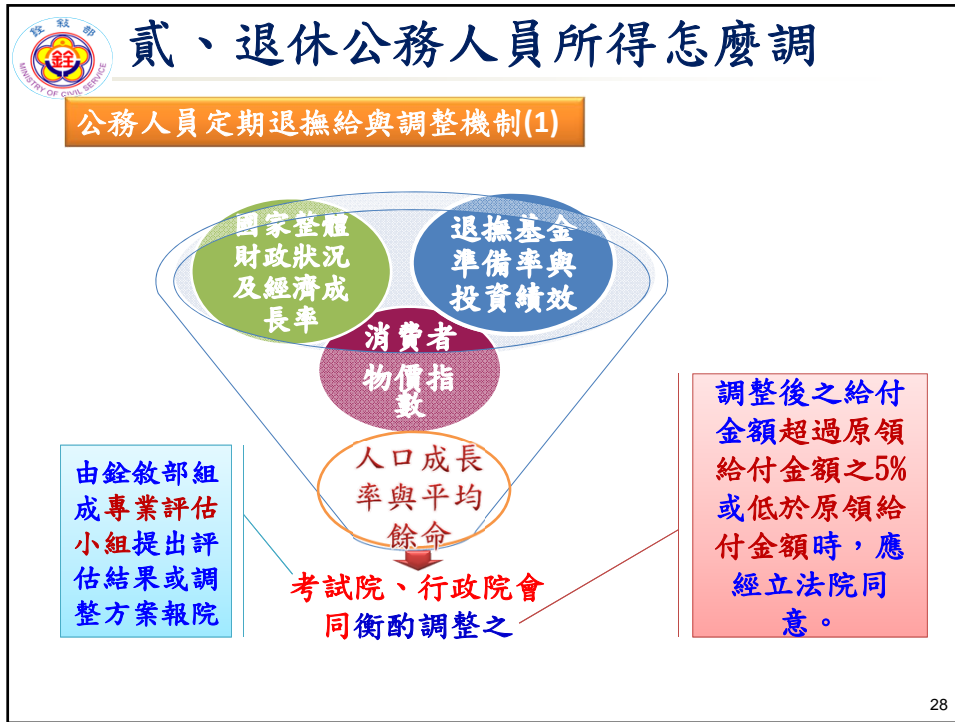 銓敘部
銓
MINISTRY OF CIVIL SERVICE
貳、退休公務人員所得怎麼調
公務人員定期退撫給與調整機制(1)
國家整體
財政狀況
及經濟成
長率
退撫基金
準備率與
投資績效
消費者
物價指
數
人口成長
率與平均
餘命
由銓敘部組
成專業評估
小組提出評
估結果或調
整方案報院
考試院、行政院會
同衡酌調整之
調整後之給付
金額超過原領
給付金額之5%
或低於原領給
付金額時，應
經立法院同
意。
28